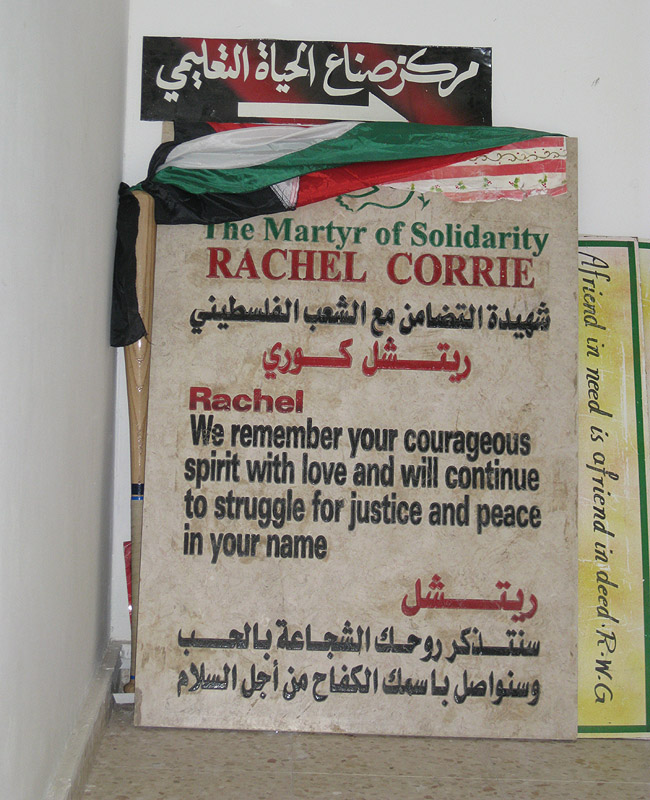 مركز صناع الحياة التعليمي
The Martyr of Solidarity
RACHEL CORRIE
شهيدة التضامن مع الشعب الفلسطيني
ريتشل كوري
Rachel
We remember your courageous
spirit with love and will continue
to struggle for justice and peace
in your name
ريتشل
سنتذكر روحك الشجاعة بالحب
وسنواصل باسمك الكفاح من أجل السلام
A friend in need is a friend in deed. R.W.G